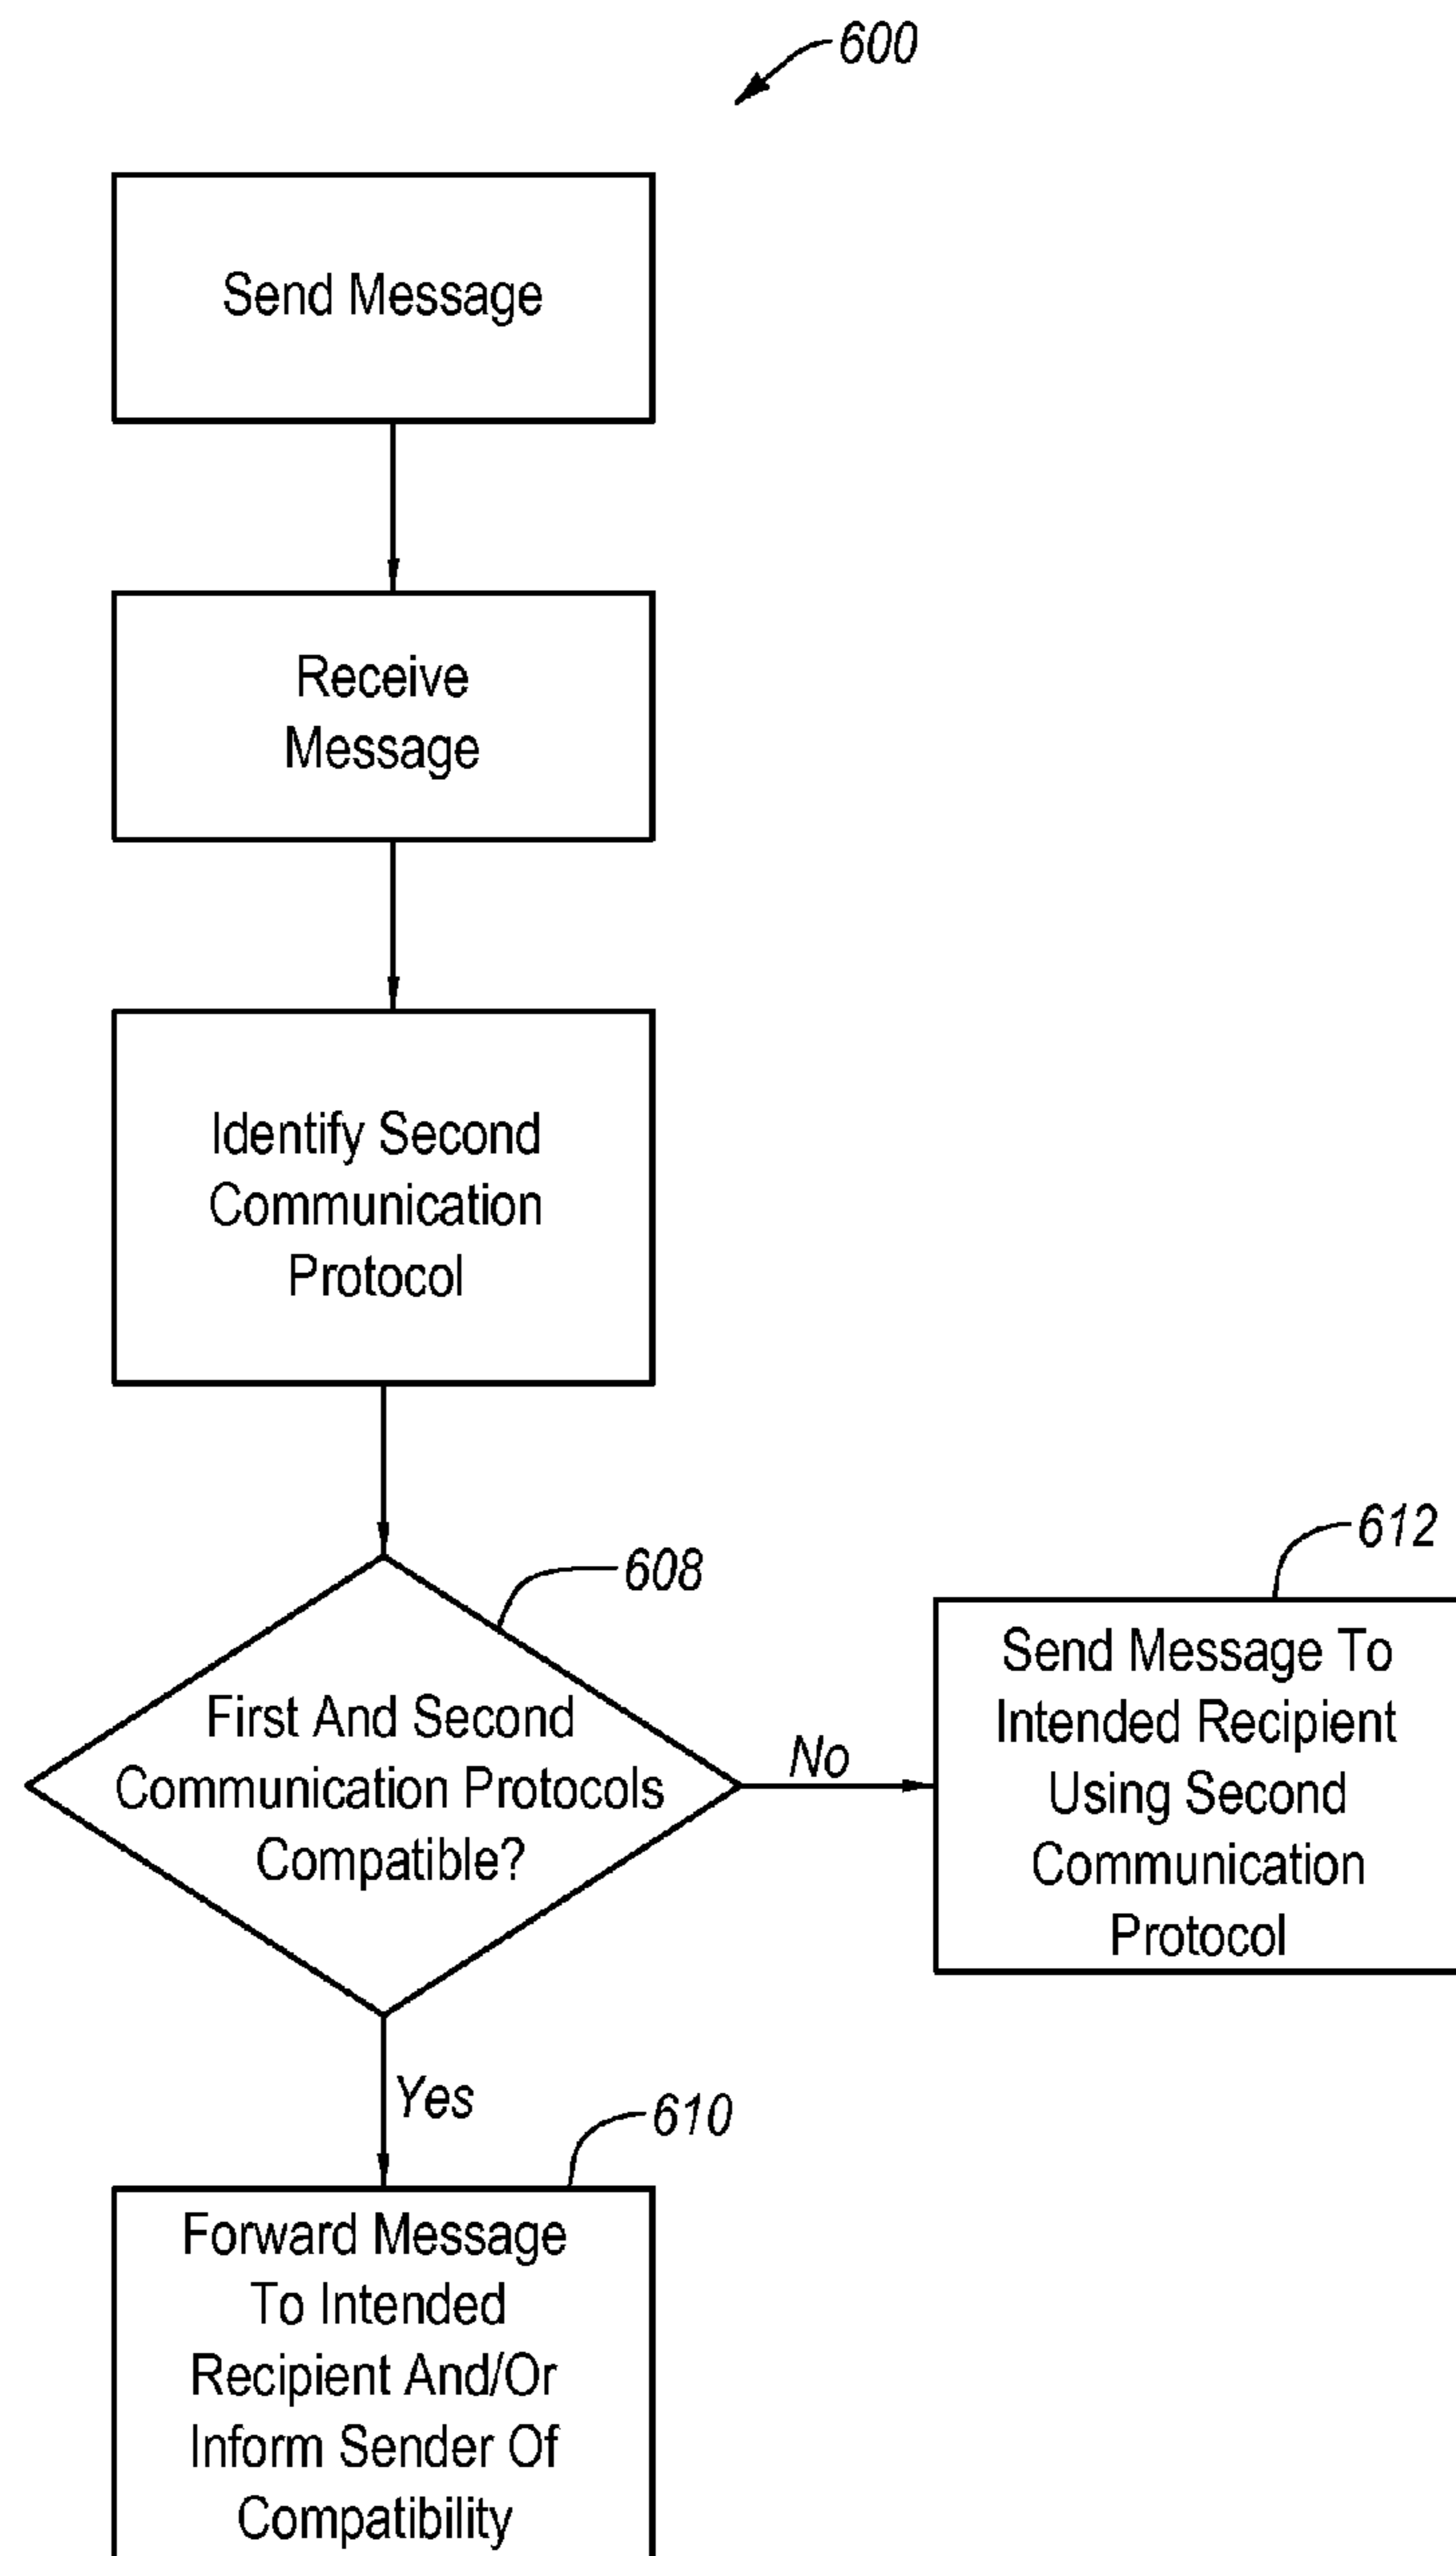 600
Send Message
Receive
Message
Identify Second
Communication
Protocol
608
First And Second
Communication Protocols
Compatible?
No
612
Send Message To
Intended Recipient
Using Second
Communication
Protocol
Yes
610
Forward Message
To Intended
Recipient And/Or
Inform Sender Of
Compatibility